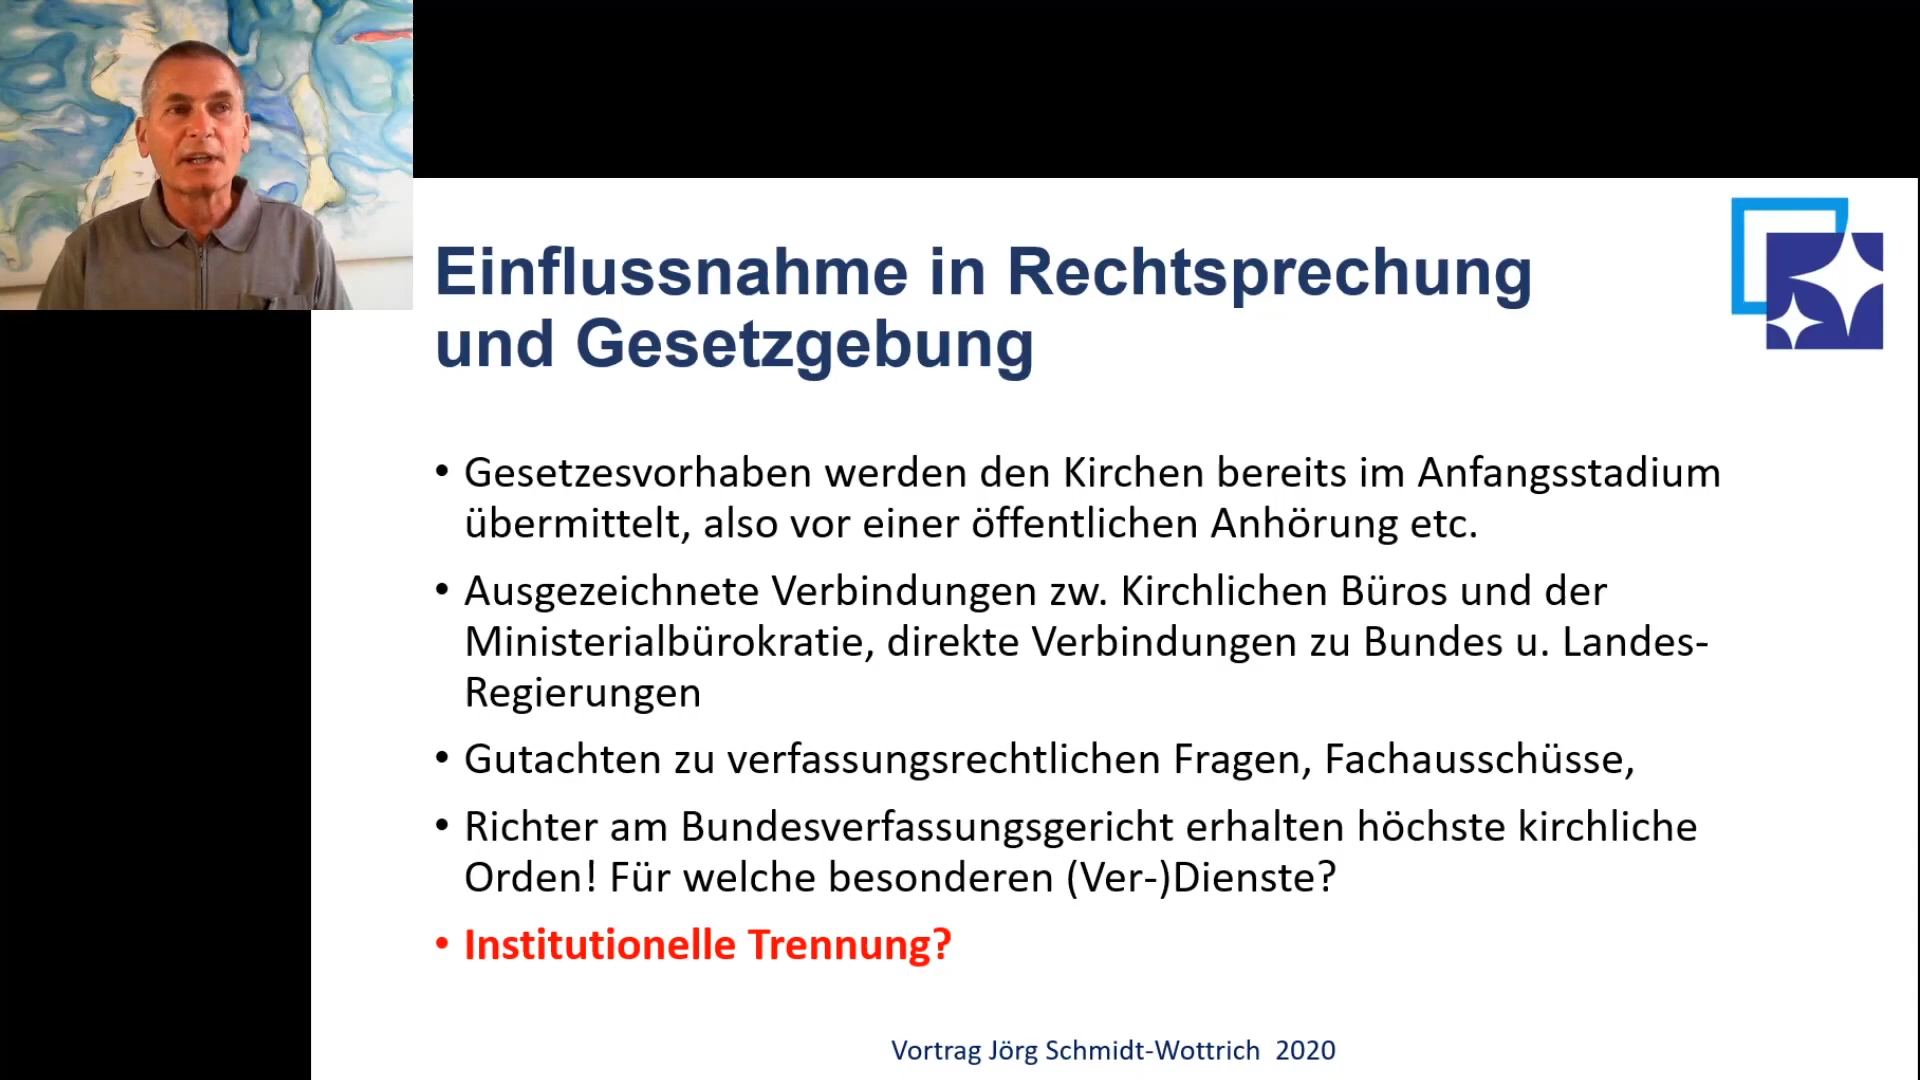 Einflussnahme in Rechtsprechung
und Gesetzgebung
• Gesetzesvorhaben werden den Kirchen bereits im Anfangsstadium
übermittelt, also vor einer öffentlichen Anhörung etc.
• Ausgezeichnete Verbindungen zw. Kirchlichen Büros und der
Ministerialbürokratie, direkte Verbindungen zu Bundes u. Landes-
Regierungen
• Gutachten zu verfassungsrechtlichen Fragen, Fachausschüsse,
• Richter am Bundesverfassungsgericht erhalten höchste kirchliche
Orden! Für welche besonderen (Ver-)Dienste?
• Institutionelle Trennung?
Vortrag Jörg Schmidt-Wottrich 2020